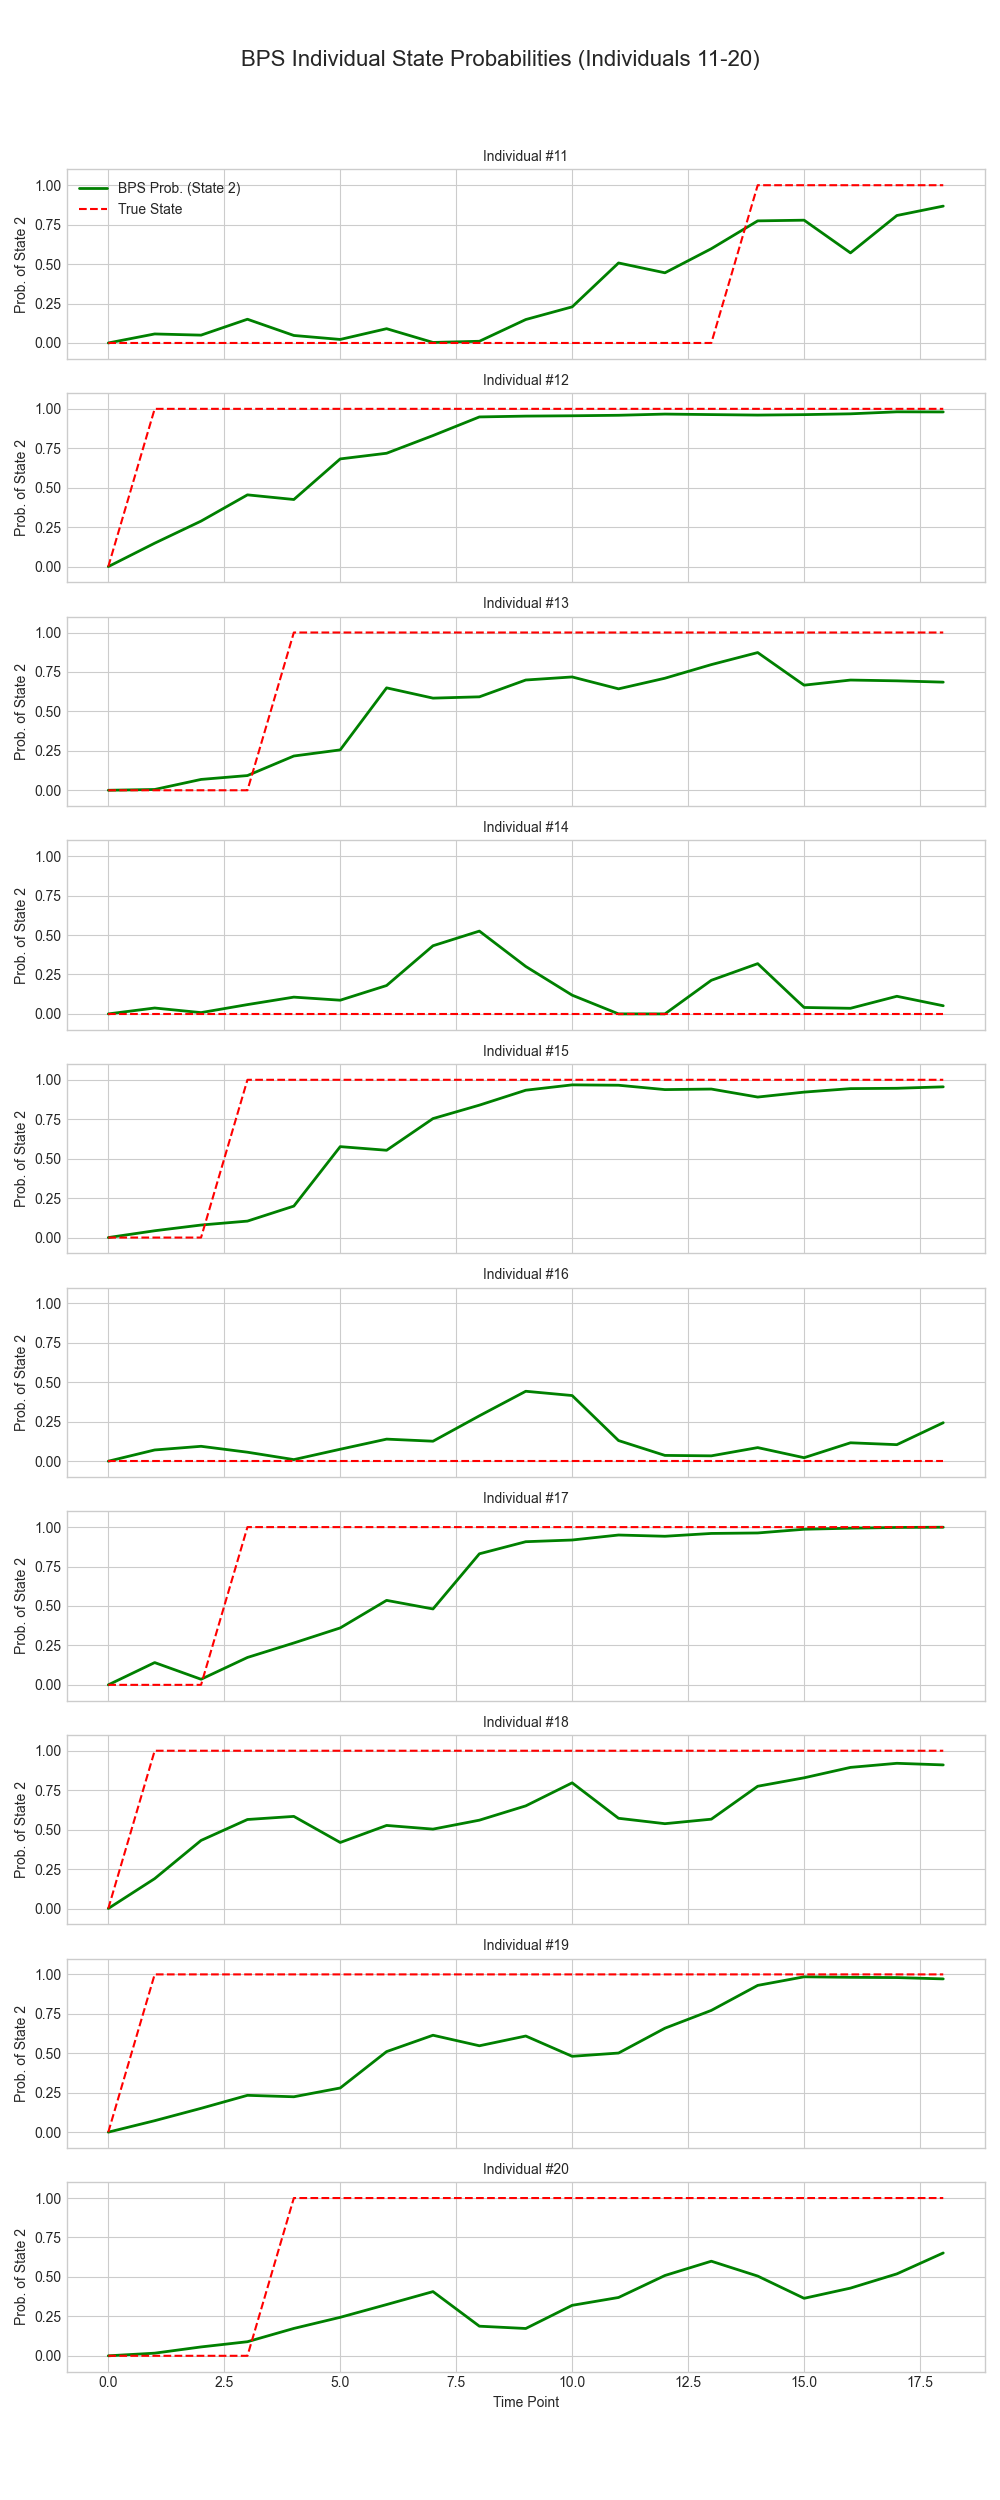 BPS Individual State Probabilities (Individuals 11-20)
Individual #11
BPS Prob. (State 2)
True State
1.00
0.75
0.50
0.25
0.00
Prob. of State 2
Individual #12
1.00
0.75
0.50
0.25
0.00
Prob. of State 2
Individual #13
1.00
0.75
0.50
0.25
0.00
Prob. of State 2
Individual #14
1.00
0.75
0.50
0.25
0.00
Prob. of State 2
Individual #15
1.00
0.75
0.50
0.25
0.00
Prob. of State 2
Individual #16
1.00
0.75
0.50
0.25
0.00
Prob. of State 2
Individual #17
1.00
0.75
0.50
0.25
0.00
Prob. of State 2
Individual #18
1.00
0.75
0.50
0.25
0.00
Prob. of State 2
Individual #19
1.00
0.75
0.50
0.25
0.00
Prob. of State 2
Individual #20
1.00
0.75
0.50
0.25
0.00
Prob. of State 2
0.0 2.5 5.0 7.5 10.0 12.5 15.0 17.5
Time Point